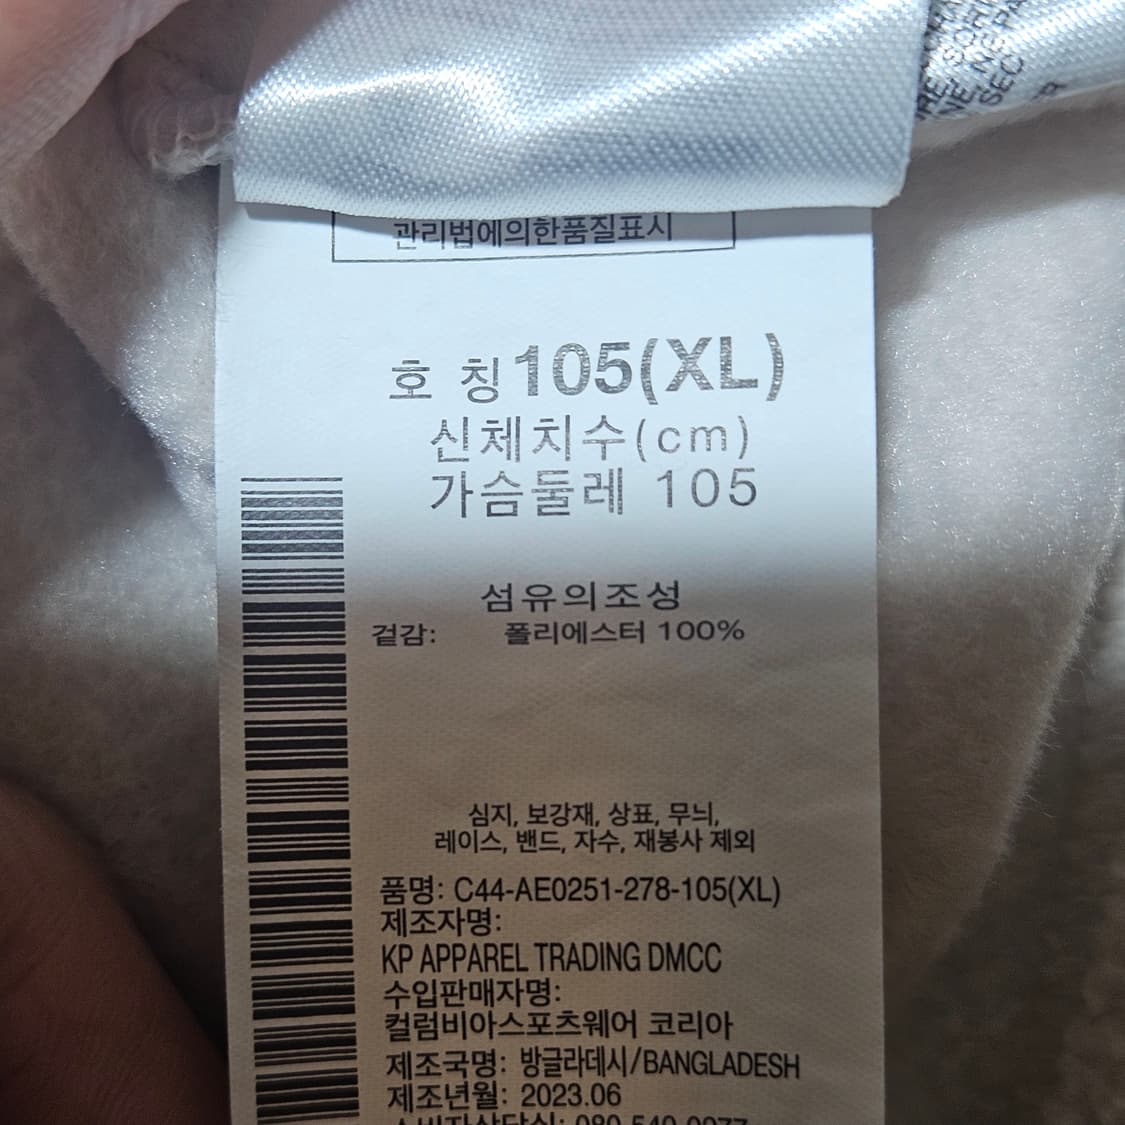 관리법에의한품질표시
호 칭 105(XL)
신체치수(cm)
가슴둘레 105
섬유의조성
겉감: 폴리에스터 100%
심지, 보강재, 상표, 무늬,
레이스, 밴드, 자수, 재봉사 제외
품명: C44-AE0251-278-105(XL)
제조자명:
KP APPAREL TRADING DMCC
수입판매자명:
컬럼비아스포츠웨어 코리아
제조국명: 방글라데시/BANGLADESH
제조년월: 2023.06